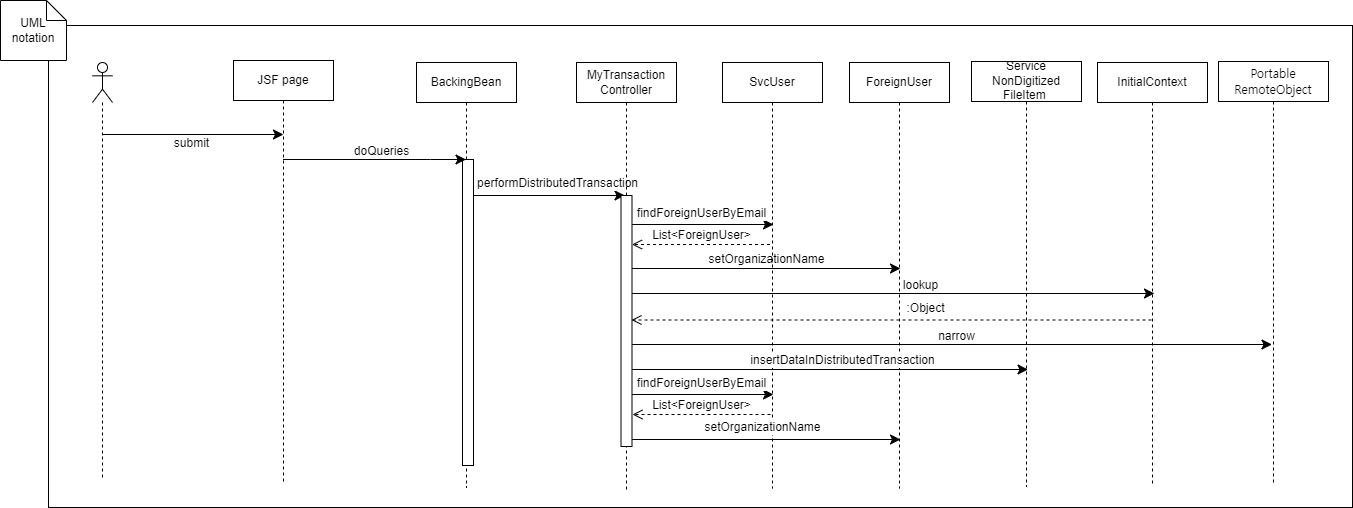 UML
notation
JSF page
BackingBean
MyTransaction
Controller
SvcUser
ForeignUser
Service
NonDigitized
FileItem
InitialContext
Portable
RemoteObject
submit
doQueries
performDistributedTransaction
findForeignUserByEmail
List<ForeignUser>
setOrganizationName
lookup
:Object
narrow
insertDataInDistributedTransaction
findForeignUserByEmail
List<ForeignUser>
setOrganizationName